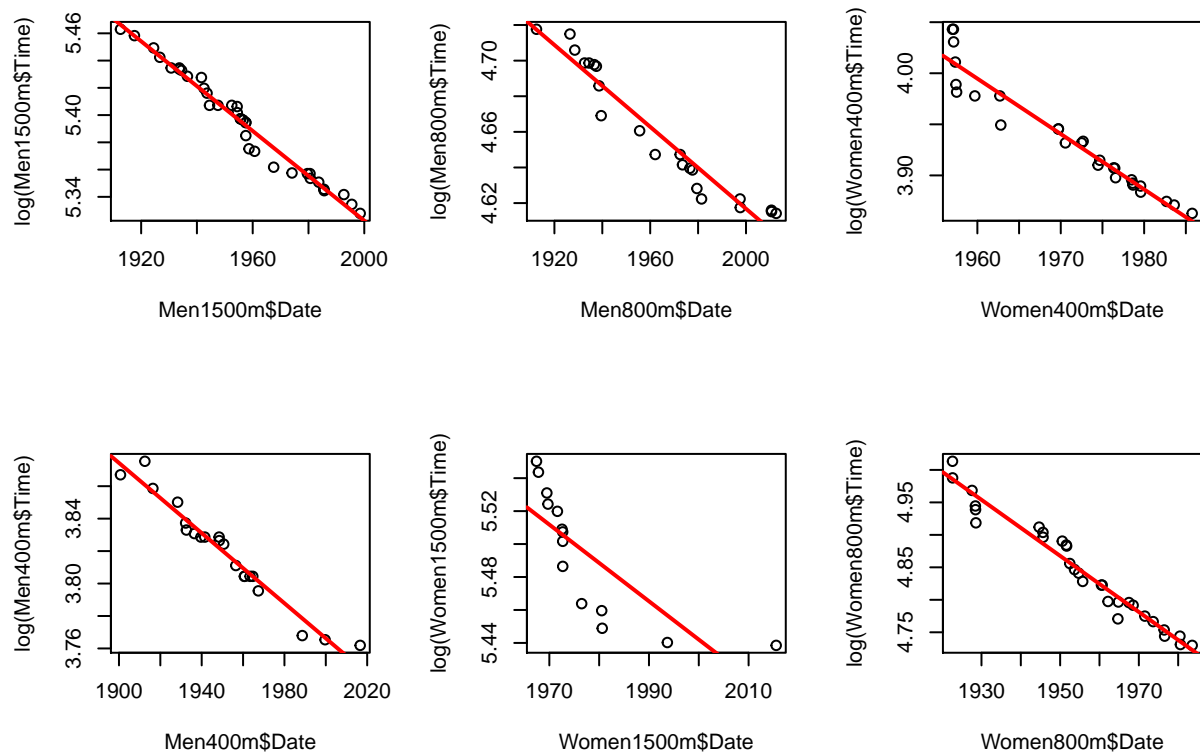 log(Men1500m$Time)
5.34 5.40 5.46
1920 1960 2000
Men1500m$Date
log(Men800m$Time)
4.62 4.66 4.70
1920 1960 2000
Men800m$Date
log(Women400m$Time)
3.90 4.00
1960 1970 1980
Women400m$Date
log(Men400m$Time)
3.76 3.80 3.84
1900 1940 1980 2020
Men400m$Date
log(Women1500m$Time)
5.44 5.48 5.52
1970 1990 2010
Women1500m$Date
log(Women800m$Time)
4.75 4.85 4.95
1930 1950 1970
Women800m$Date